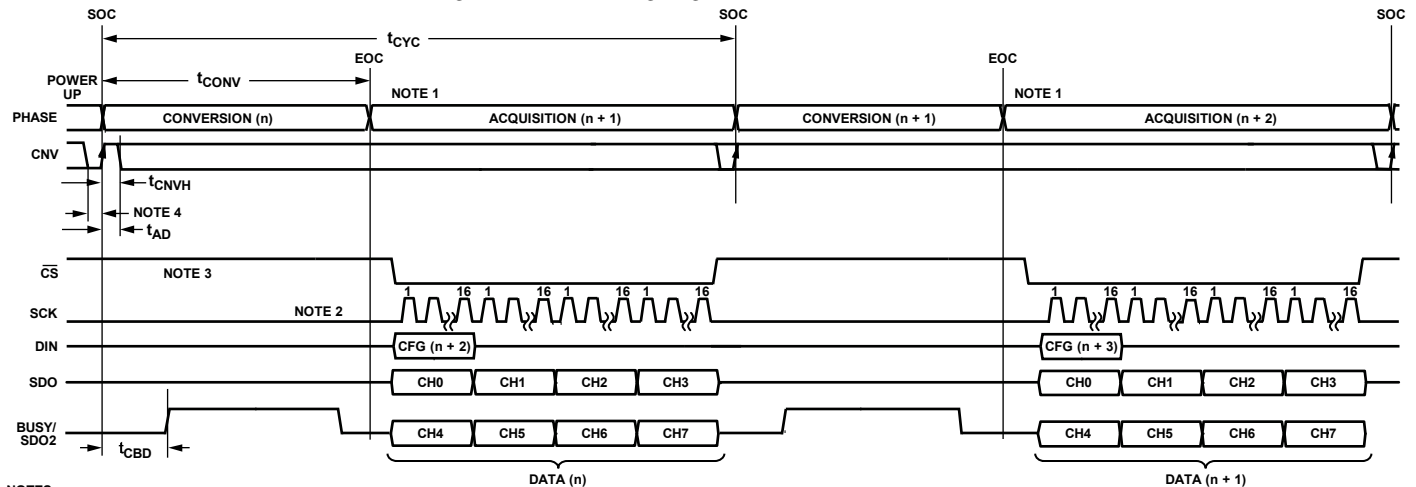 SOC SOC SOC
tCYC
EOC EOC
tCONV
POWER UP
NOTE 1 NOTE 1
PHASE CONVERSION (n) ACQUISITION (n + 1) CONVERSION (n + 1) ACQUISITION (n + 2)
CNV
tCNVH
NOTE 4
tAD
CS NOTE 3
1 16 1 16 1 16 1 16 1 16 1 16 1 16 1 16
SCK NOTE 2
DIN CFG (n + 2) CFG (n + 3)
SDO CH0 CH1 CH2 CH3 CH0 CH1 CH2 CH3
BUSY/
SDO2 CH4 CH5 CH6 CH7 CH4 CH5 CH6 CH7
tCBD
DATA (n) DATA (n + 1)